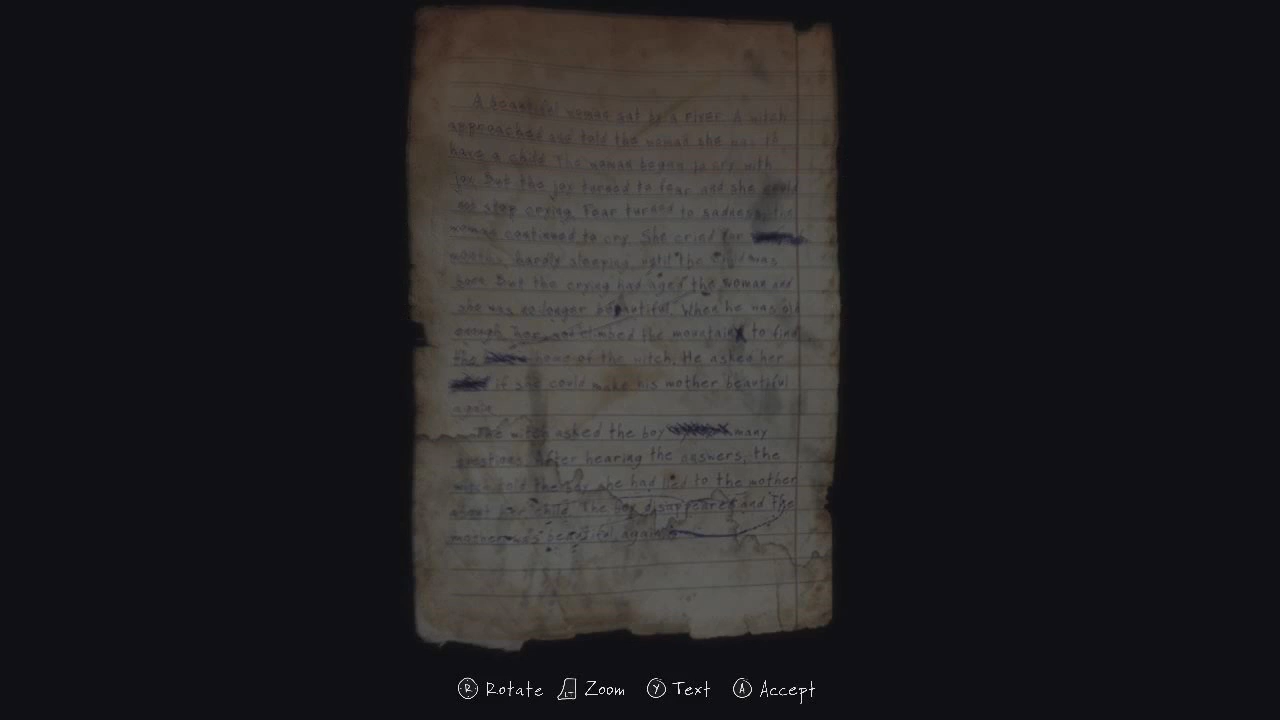 A beautiful woman sat by a river. A witch
approached she told the woman she was to
have a child. The woman began to cry with
joy. But the joy turned to fear and she could
no stop crying. Fear turned to sadness, the
woman continued to cry. She cried for
months, hardly sleeping, until the child was
born. But the crying had aged the woman and
she was no longer beautiful. When he was old
enough, her climbed the mountain to find
the home of the witch. He asked her
if she could make his mother beautiful
again
The witch asked the boy many
questions. After hearing the answers, the
witch told the boy she had lied to the mother
about her child. The boy disappeared and the
mother was beautiful again
R Rotate L Zoom Y Text A Accept